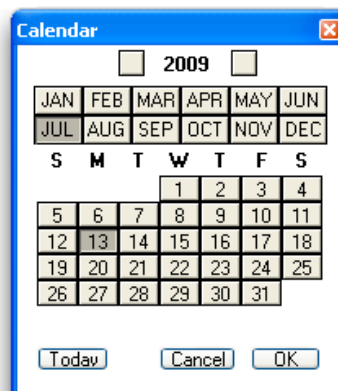 Calendar
2009
JAN FEB MAR APR MAY JUN
JUL AUG SEP OCT NOV DEC
S M T W T F S
1 2 3 4
5 6 7 8 9 10 11
12 13 14 15 16 17 18
19 20 21 22 23 24 25
26 27 28 29 30 31
Today Cancel OK